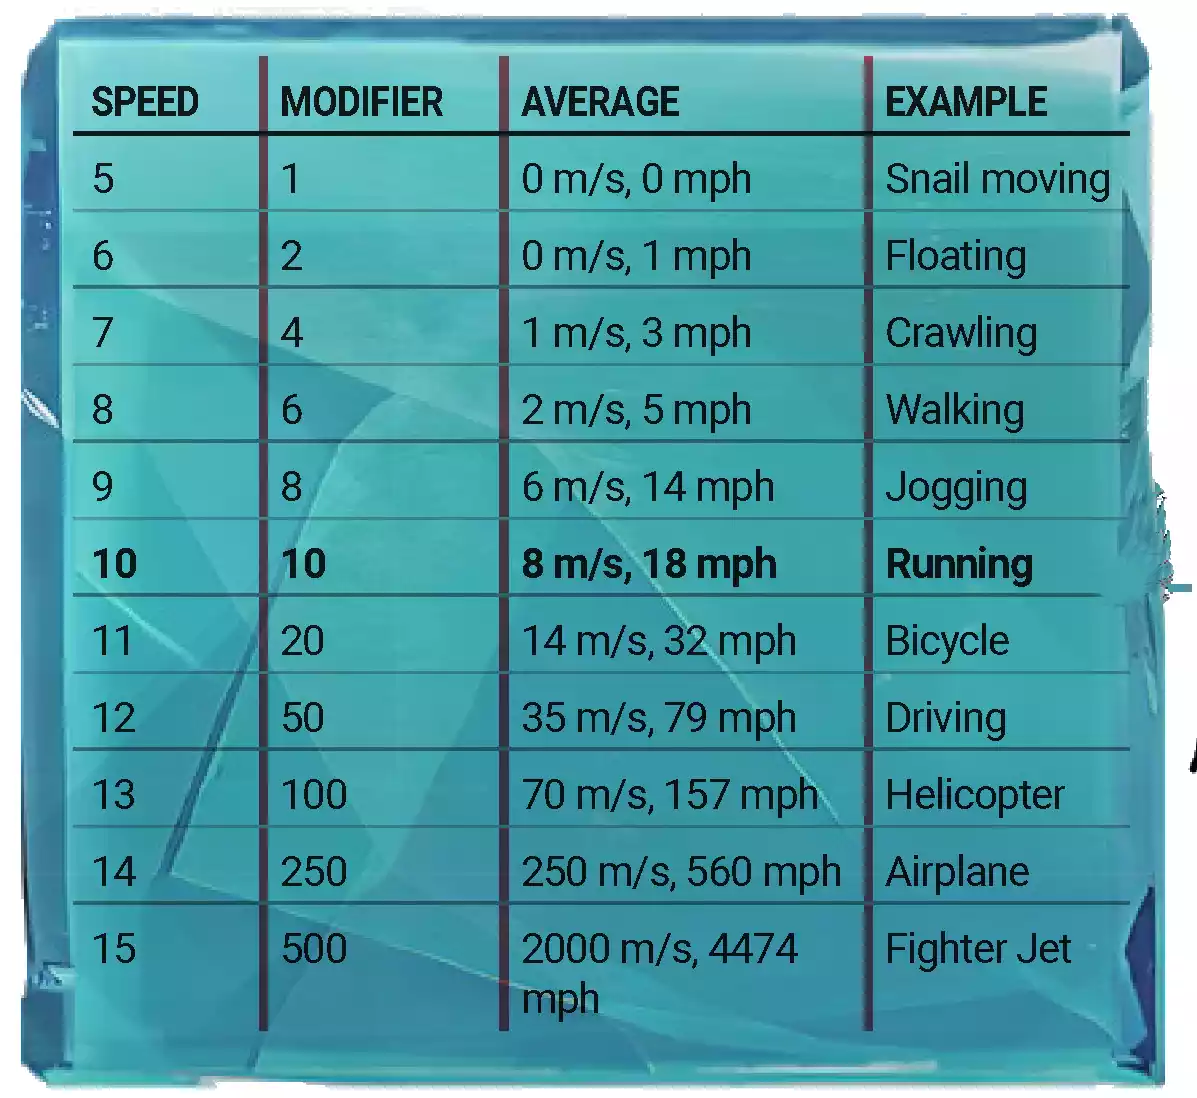 SPEED MODIFIER AVERAGE EXAMPLE
5 1 0 m/s, 0 mph Snail moving
6 2 0 m/s, 1 mph Floating
7 4 1 m/s, 3 mph Crawling
8 6 2 m/s, 5 mph Walking
9 8 6 m/s, 14 mph Jogging
10 10 8 m/s, 18 mph Running
11 20 14 m/s, 32 mph Bicycle
12 50 35 m/s, 79 mph Driving
13 100 70 m/s, 157 mph Helicopter
14 250 250 m/s, 560 mph Airplane
15 500 2000 m/s, 4474 Fighter Jet
mph